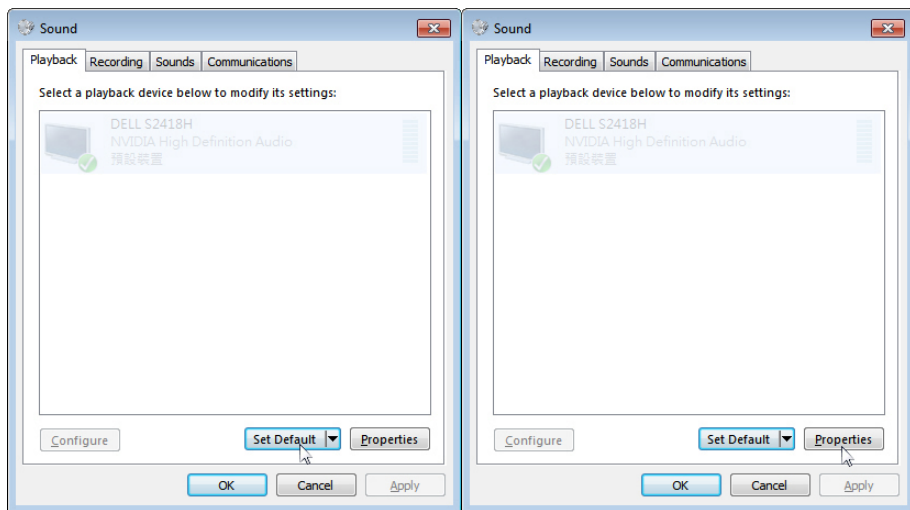 Sound
Playback Recording Sounds Communications
Select a playback device below to modify its settings:
DELL S2418H
NVIDIA High Definition Audio
預設裝置
Configure Set Default Properties
OK Cancel Apply
Sound
Playback Recording Sounds Communications
Select a playback device below to modify its settings:
DELL S2418H
NVIDIA High Definition Audio
預設裝置
Configure Set Default Properties
OK Cancel Apply